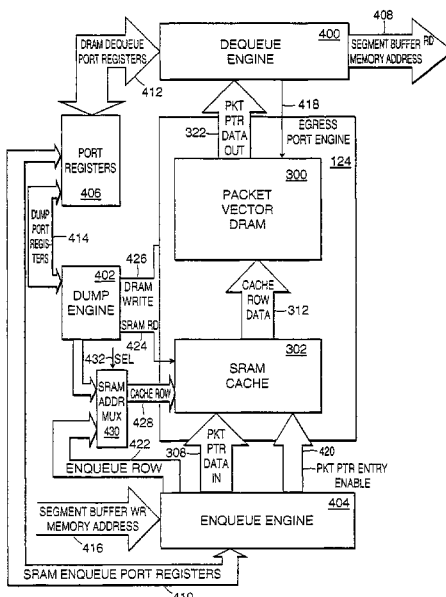 408
400
DEQUEUE
ENGINE
SEGMENT BUFFER RD
MEMORY ADDRESS
DRAM DEQUEUE
PORT REGISTERS
412
322
PKT
PTR
DATA
OUT
418
EGRESS
PORT ENGINE
124
PORT
REGISTERS
406
300
PACKET
VECTOR
DRAM
DUMP
PORT
REGIS-
TERS
414
402
DUMP
ENGINE
426
DRAM
WRITE
SRAM RD
424
CACHE
ROW
DATA
312
432
SEL
302
SRAM
CACHE
SRAM
ADDR
MUX
430
CACHE ROW
428
422
ENQUEUE ROW
308
PKT
PTR
DATA
IN
420
PKT PTR ENTRY
ENABLE
SEGMENT BUFFER WR
MEMORY ADDRESS
416
404
ENQUEUE ENGINE
SRAM ENQUEUE PORT REGISTERS
410